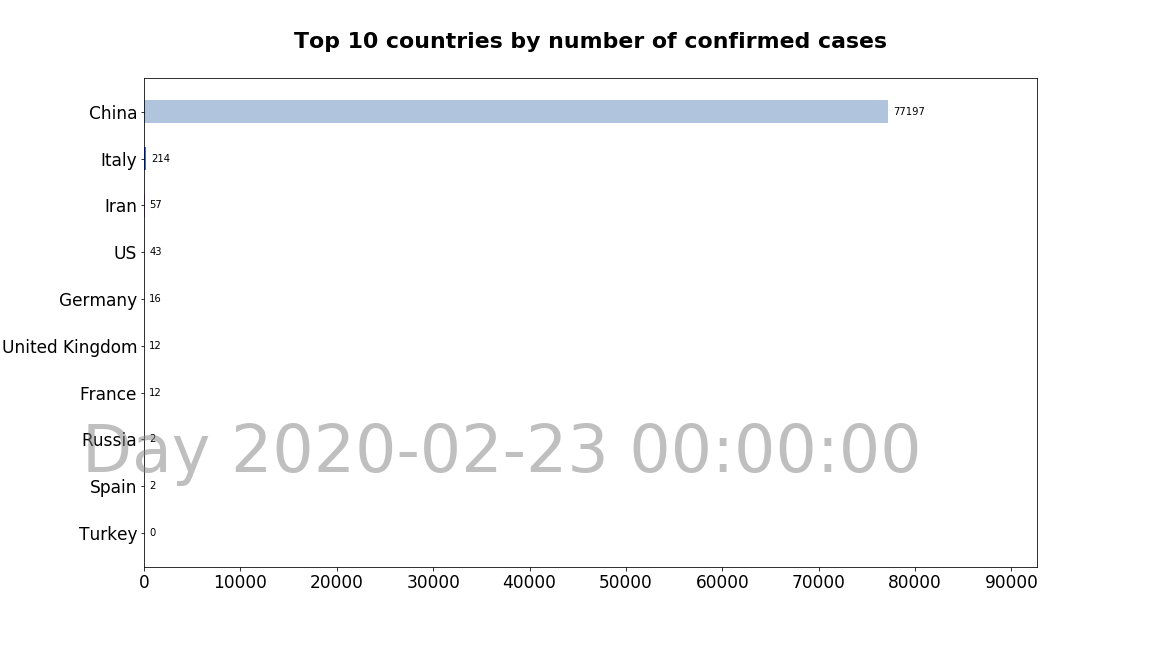 Top 10 countries by number of confirmed cases
China 77197
Italy 214
Iran 57
US 43
Germany 16
United Kingdom 12
France 12
Russia 2
Day 2020-02-23 00:00:00
Spain 2
Turkey 0
0 10000 20000 30000 40000 50000 60000 70000 80000 90000